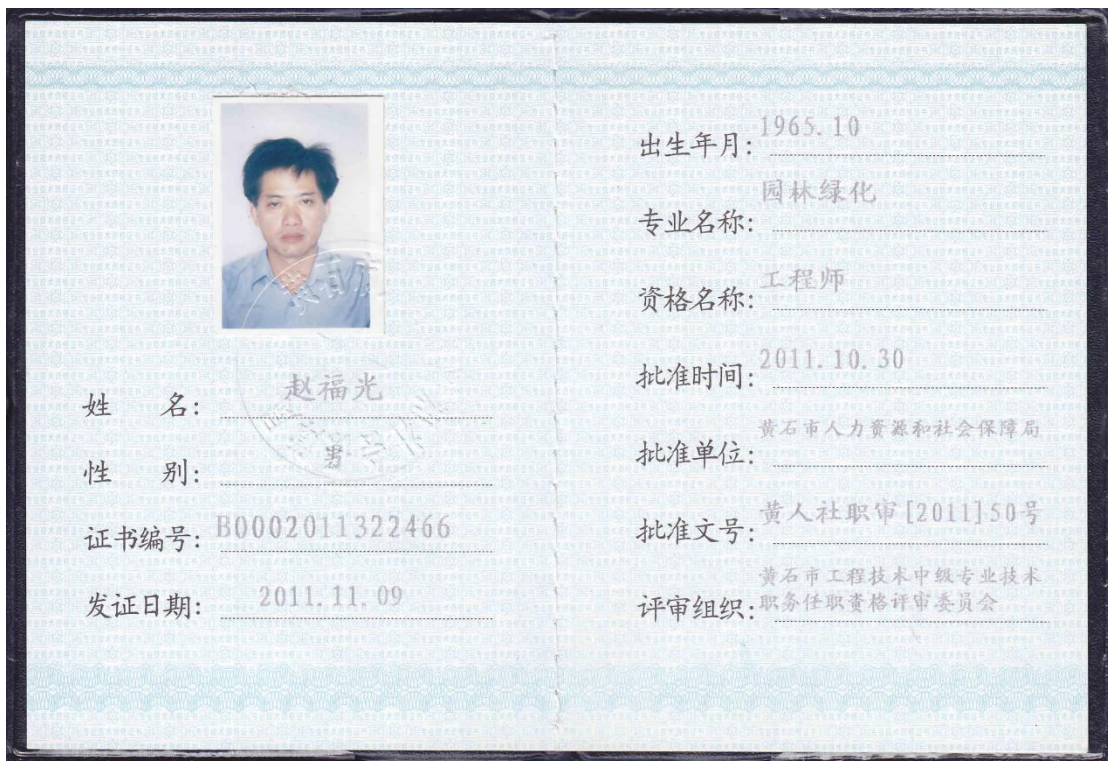 姓 名: 赵福光
性 别: 男
证书编号: B0002011322466
发证日期: 2011.11.09
出生年月: 1965.10
专业名称: 园林绿化
资格名称: 工程师
批准时间: 2011.10.30
批准单位: 黄石市人力资源和社会保障局
批准文号: 黄人社职审[2011]50号
评审组织: 黄石市工程技术中级专业技术
职务任职资格评审委员会